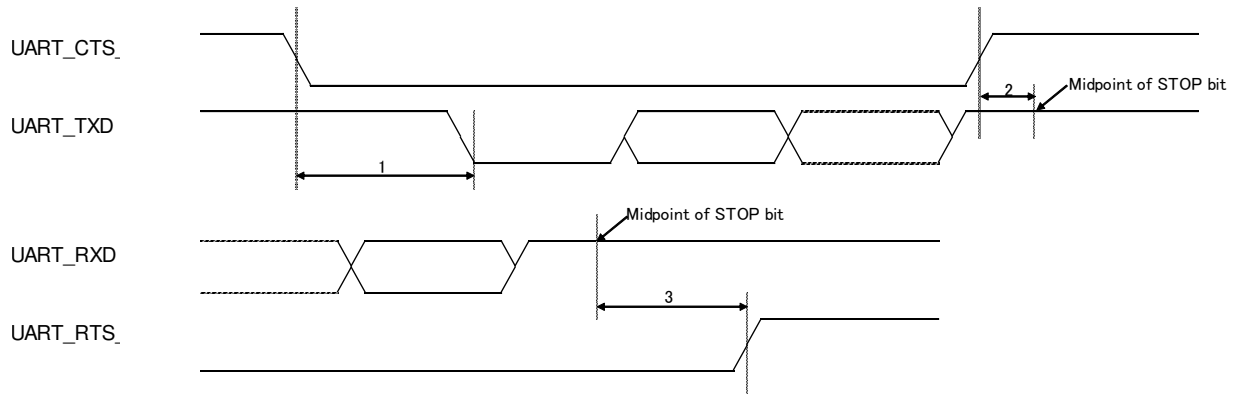 UART_CTS_
2
Midpoint of STOP bit
UART_TXD
1
Midpoint of STOP bit
UART_RXD
3
UART_RTS_